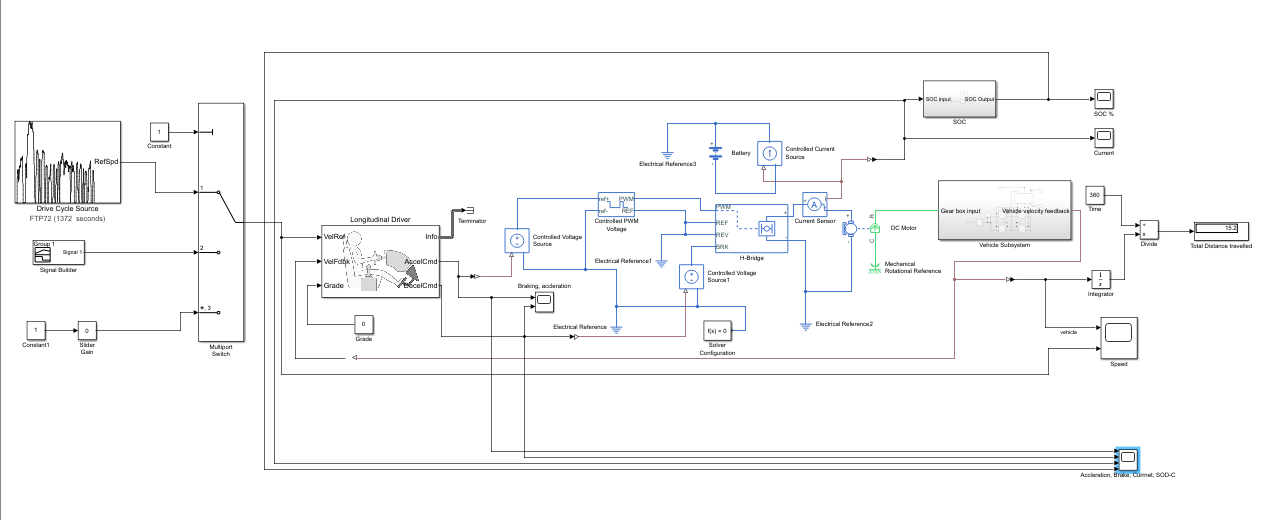 RefSpd
Drive Cycle Source
FTP72 (1372 seconds)
1
Constant
Group 1
Signal 1
Signal Builder
1
Constant1
0
Slider
Gain
1
2
*, 3
Multiport
Switch
Longitudinal Driver
VelRef
VelFdbk
Grade
Info
AccelCmd
DecelCmd
Terminator
0
Grade
Controlled Voltage
Source
Braking, accleration
Electrical Reference
ref+
ref-
PWM
REF
Controlled PWM
Voltage
Electrical Reference1
Controlled Voltage
Source1
f(x) = 0
Solver
Configuration
Electrical Reference3
Battery
Controlled Current
Source
PWM
REF
REV
BRK
+
-
H-Bridge
A
Current Sensor
+
-
R
C
DC Motor
Mechanical
Rotational Reference
Electrical Reference2
SOC input
SOC Output
SOC
SOC %
Current
Gear box input
Vehicle velocity feedback
Vehicle Subsystem
360
Time
÷
×
Divide
15.2
Total Distance travelled
1
s
Integrator
vehicle
Speed
Accleration, Brake, Currnet, SOD-C